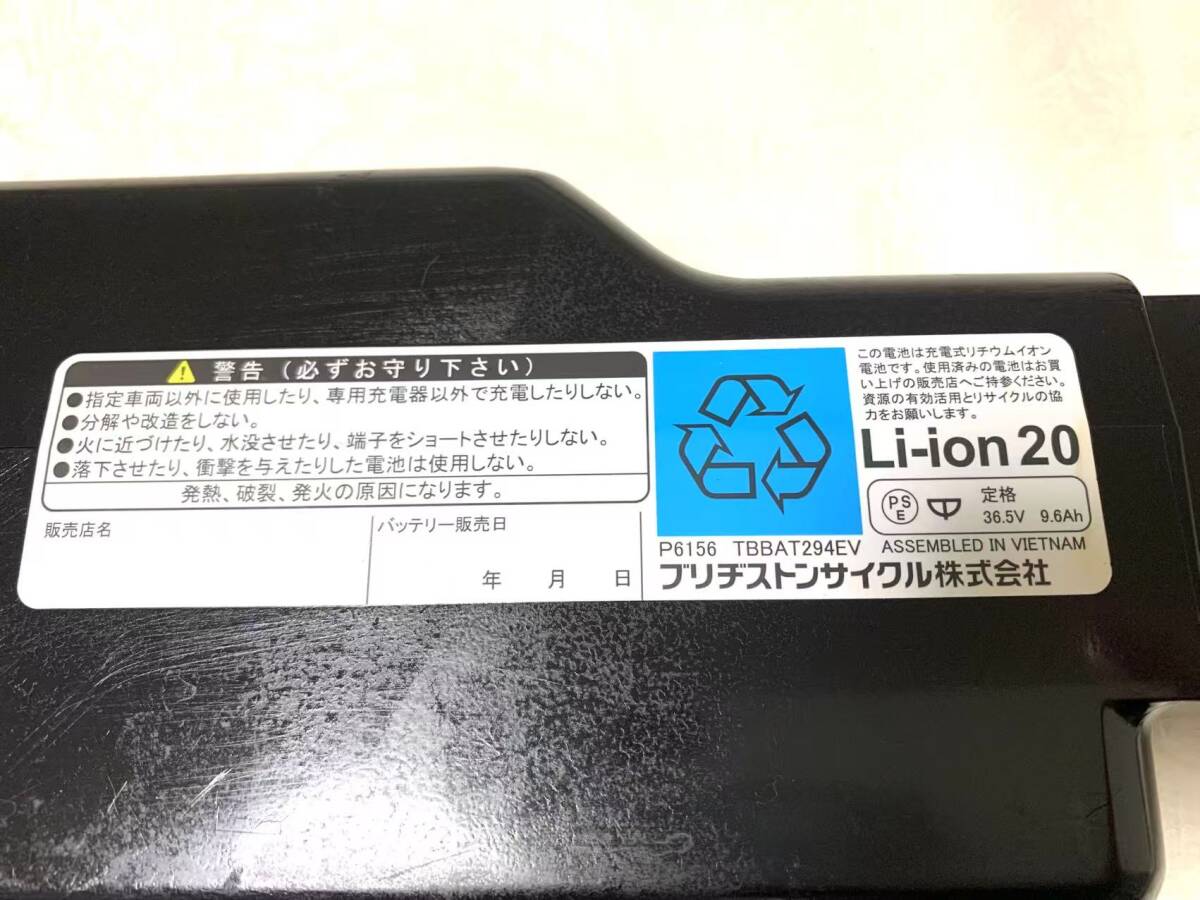 警告（必ずお守り下さい）
●指定車両以外に使用したり、専用充電器以外で充電したりしない。
●分解や改造をしない。
●火に近づけたり、水没させたり、端子をショートさせたりしない。
●落下させたり、衝撃を与えたりした電池は使用しない。
発熱、破裂、発火の原因になります。
販売店名
バッテリー販売日
年 月 日
この電池は充電式リチウムイオン
電池です。使用済みの電池はお買
い上げの販売店へご持参ください。
資源の有効活用とリサイクルの協
力をお願いします。
Li-ion 20
PS
E
定格
36.5V 9.6Ah
P6156 TBBAT294EV ASSEMBLED IN VIETNAM
ブリヂストンサイクル株式会社